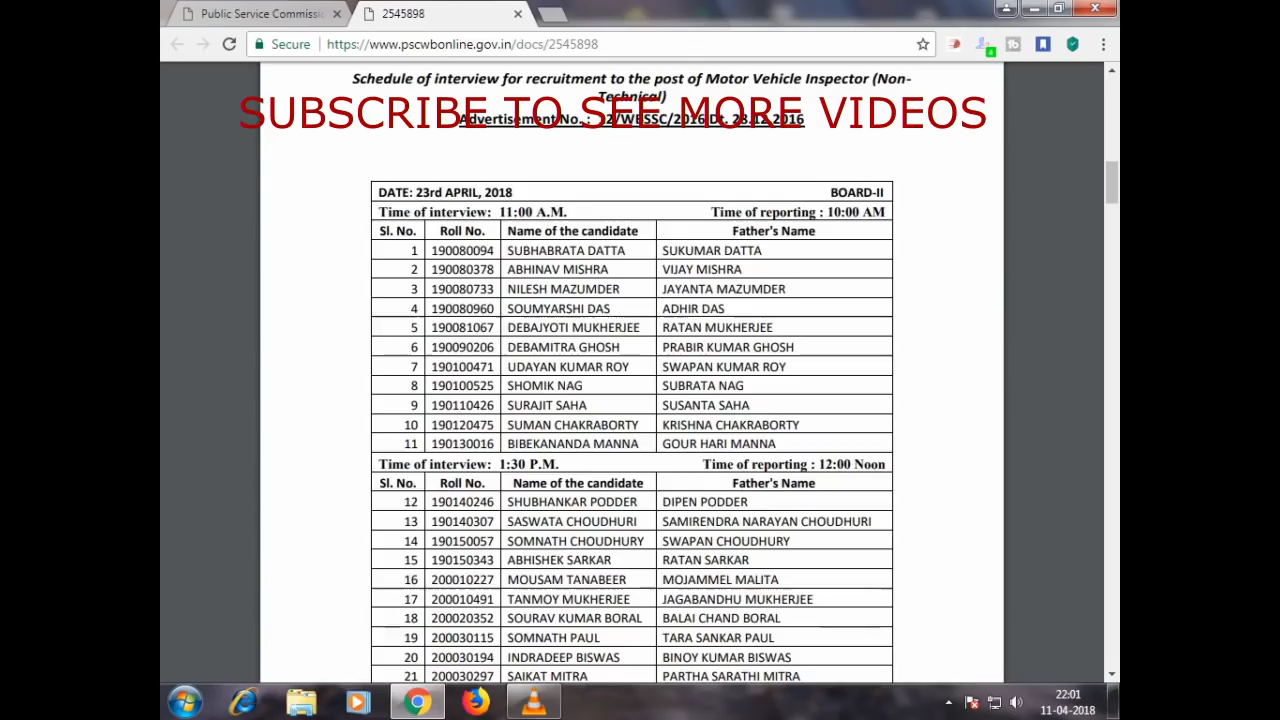 Public Service Commissi
2545898
Secure
https://www.pscwbonline.gov.in/docs/2545898
Schedule of interview for recruitment to the post of Motor Vehicle Inspector (Non-
Technical)
SUBSCRIBE TO SEE MORE VIDEOS
Advertisement No. : 2/WBSSC/2016 Dt. 23.12.2016
DATE: 23rd APRIL, 2018 BOARD-II
Time of interview: 11:00 A.M. Time of reporting : 10:00 AM
Sl. No. Roll No. Name of the candidate Father's Name
1 190080094 SUBHABRATA DATTA SUKUMAR DATTA
2 190080378 ABHINAV MISHRA VIJAY MISHRA
3 190080733 NILESH MAZUMDER JAYANTA MAZUMDER
4 190080960 SOUMYARSHI DAS ADHIR DAS
5 190081067 DEBAJYOTI MUKHERJEE RATAN MUKHERJEE
6 190090206 DEBAMITRA GHOSH PRABIR KUMAR GHOSH
7 190100471 UDAYAN KUMAR ROY SWAPAN KUMAR ROY
8 190100525 SHOMIK NAG SUBRATA NAG
9 190110426 SURAJIT SAHA SUSANTA SAHA
10 190120475 SUMAN CHAKRABORTY KRISHNA CHAKRABORTY
11 190130016 BIBEKANANDA MANNA GOUR HARI MANNA
Time of interview: 1:30 P.M. Time of reporting : 12:00 Noon
Sl. No. Roll No. Name of the candidate Father's Name
12 190140246 SHUBHANKAR PODDER DIPEN PODDER
13 190140307 SASWATA CHOUDHURI SAMIRENDRA NARAYAN CHOUDHURI
14 190150057 SOMNATH CHOUDHURY SWAPAN CHOUDHURY
15 190150343 ABHISHEK SARKAR RATAN SARKAR
16 200010227 MOUSAM TANABEER MOJAMMEL MALITA
17 200010491 TANMOY MUKHERJEE JAGABANDHU MUKHERJEE
18 200020352 SOURAV KUMAR BORAL BALAI CHAND BORAL
19 200030115 SOMNATH PAUL TARA SANKAR PAUL
20 200030194 INDRADEEP BISWAS BINOY KUMAR BISWAS
21 200030297 SAIKAT MITRA PARTHA SARATHI MITRA
22:01
11-04-2018